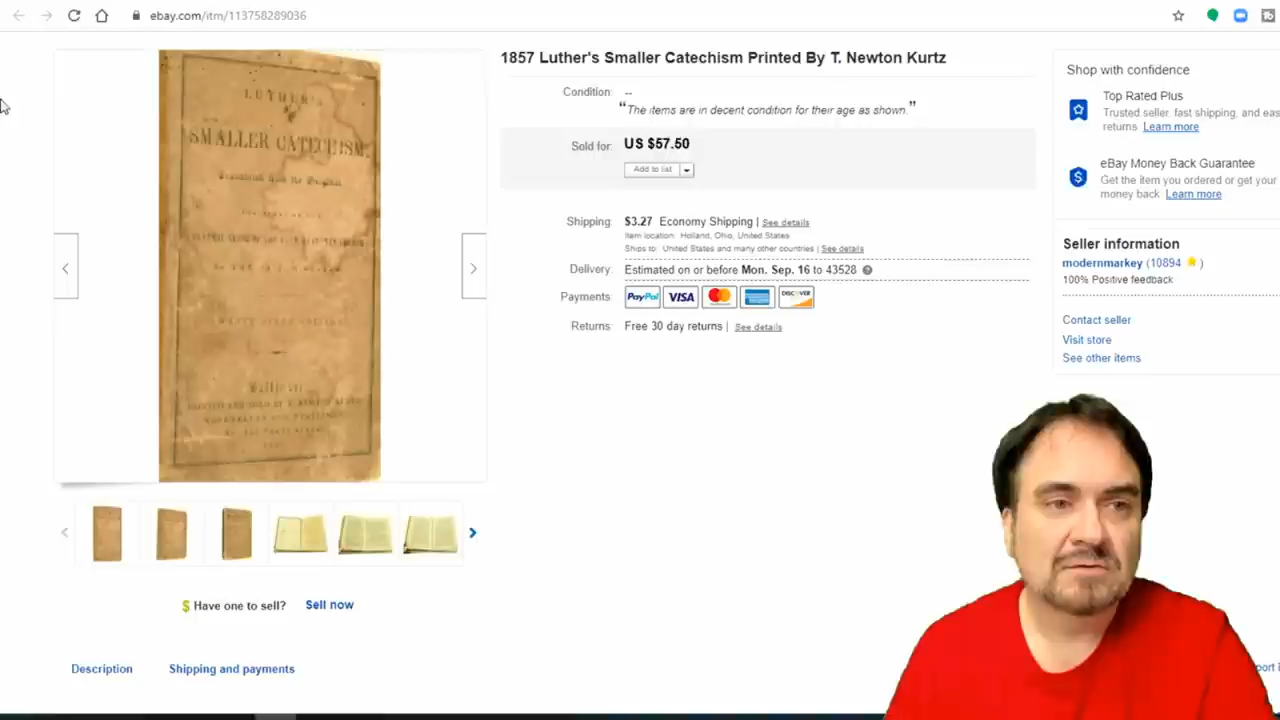 ebay.com/itm/113758289036
LUTHER'S
SMALLER CATECHISM.
1857 Luther's Smaller Catechism Printed By T. Newton Kurtz
Condition: --
“The items are in decent condition for their age as shown.”
Sold for: US $57.50
Add to list
Shipping: $3.27 Economy Shipping | See details
Item location: Holland, Ohio, United States
Ships to: United States and many other countries | See details
Delivery: Estimated on or before Mon. Sep. 16 to 43528
Payments: PayPal VISA DISCOVER
Returns: Free 30 day returns | See details
Have one to sell? Sell now
Description Shipping and payments
Shop with confidence
Top Rated Plus
Trusted seller, fast shipping, and eas
returns Learn more
eBay Money Back Guarantee
Get the item you ordered or get your
money back Learn more
Seller information
modernmarkey (10894 )
100% Positive feedback
Contact seller
Visit store
See other items